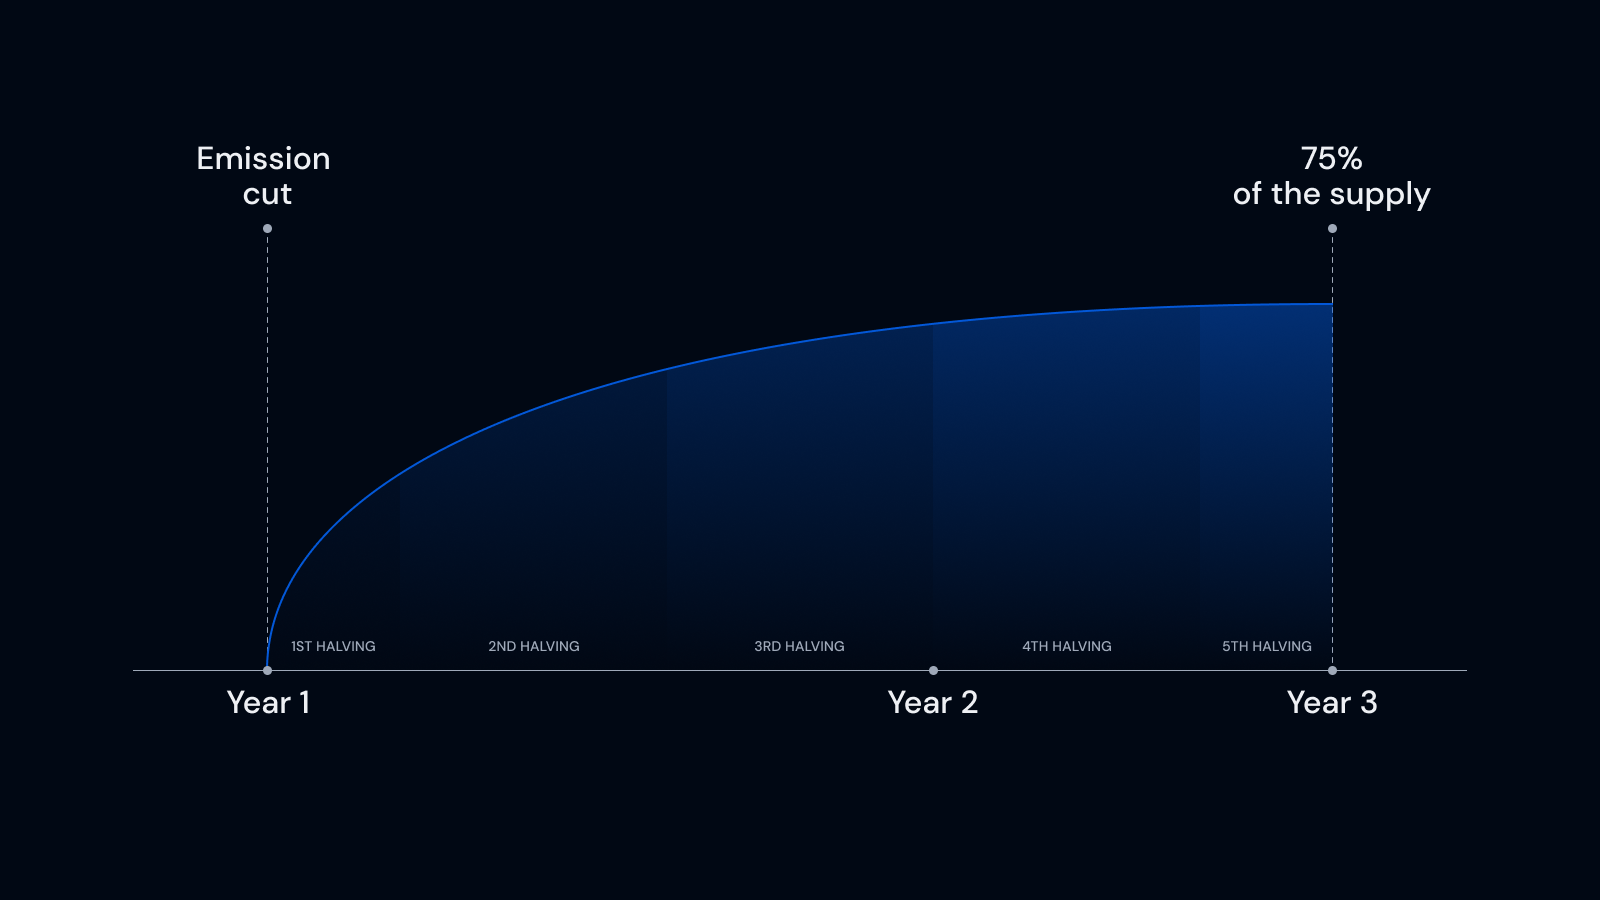 Emission
cut
75%
of the supply
1ST HALVING
2ND HALVING
3RD HALVING
4TH HALVING
5TH HALVING
Year 1
Year 2
Year 3